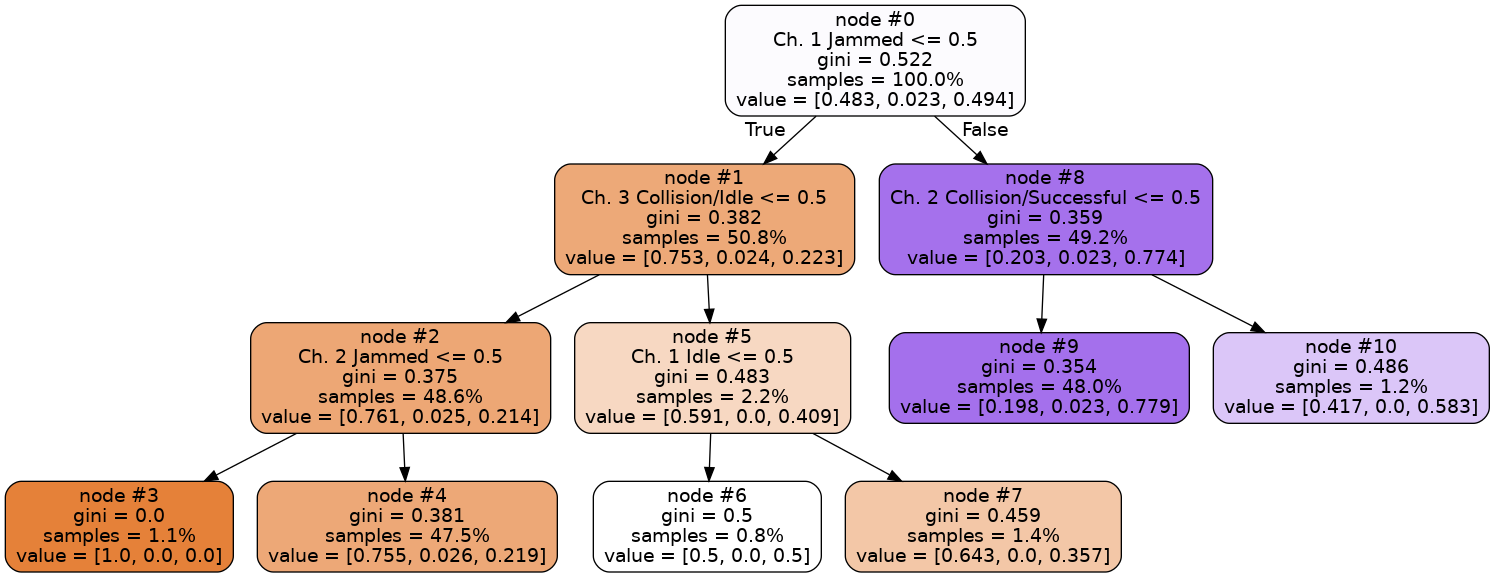 node #0
Ch. 1 Jammed <= 0.5
gini = 0.522
samples = 100.0%
value = [0.483, 0.023, 0.494]
True
False
node #1
Ch. 3 Collision/Idle <= 0.5
gini = 0.382
samples = 50.8%
value = [0.753, 0.024, 0.223]
node #8
Ch. 2 Collision/Successful <= 0.5
gini = 0.359
samples = 49.2%
value = [0.203, 0.023, 0.774]
node #2
Ch. 2 Jammed <= 0.5
gini = 0.375
samples = 48.6%
value = [0.761, 0.025, 0.214]
node #5
Ch. 1 Idle <= 0.5
gini = 0.483
samples = 2.2%
value = [0.591, 0.0, 0.409]
node #9
gini = 0.354
samples = 48.0%
value = [0.198, 0.023, 0.779]
node #10
gini = 0.486
samples = 1.2%
value = [0.417, 0.0, 0.583]
node #3
gini = 0.0
samples = 1.1%
value = [1.0, 0.0, 0.0]
node #4
gini = 0.381
samples = 47.5%
value = [0.755, 0.026, 0.219]
node #6
gini = 0.5
samples = 0.8%
value = [0.5, 0.0, 0.5]
node #7
gini = 0.459
samples = 1.4%
value = [0.643, 0.0, 0.357]